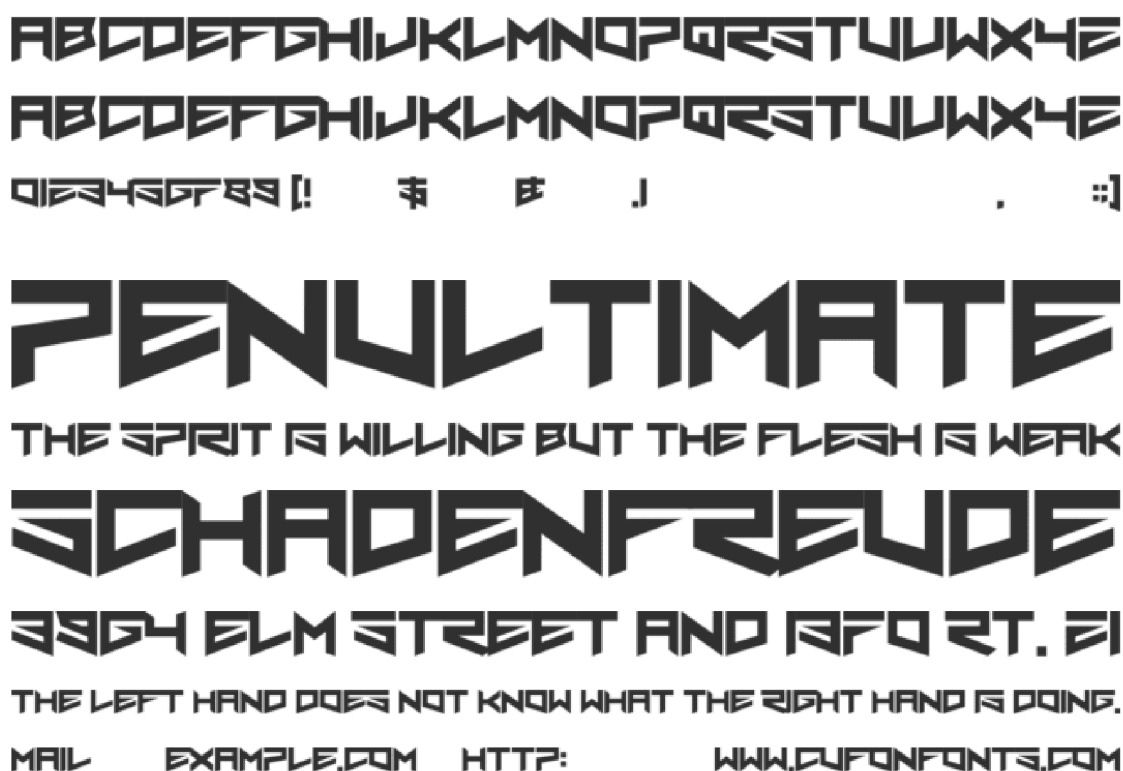 ABCDEFGHIJKLMNOPQRSTUVWXYZ
ABCDEFGHIJKLMNOPQRSTUVWXYZ
0123456789 [! $ & .) , :;]
PENULTIMATE
THE SPIRIT IS WILLING BUT THE FLESH IS WEAK
SCHADENFREUDE
3964 ELM STREET AND 1370 RT. 21
THE LEFT HAND DOES NOT KNOW WHAT THE RIGHT HAND IS DOING.
MAIL EXAMPLE.COM HTTP: WWW.CUFONFONTS.COM